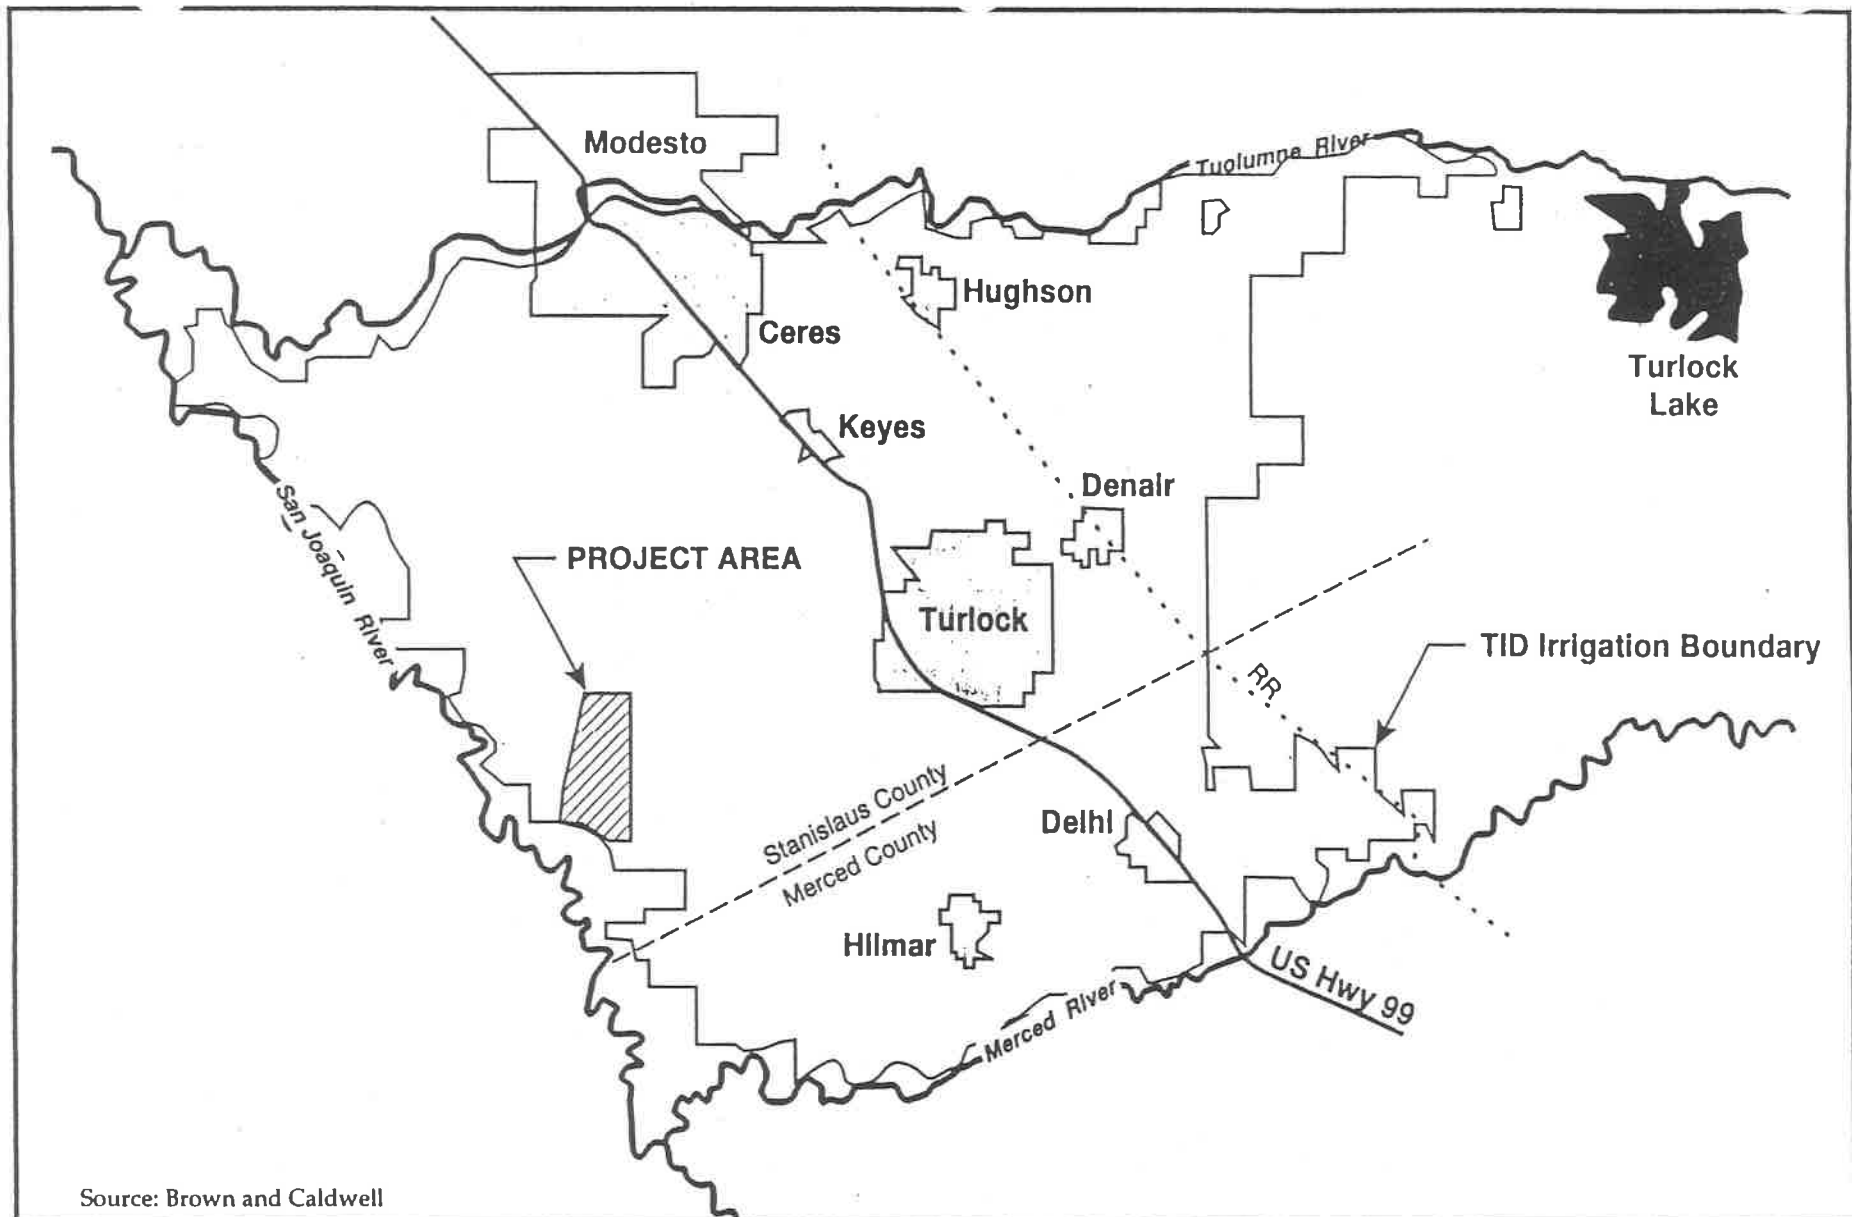 Modesto
Tuolumne River
Hughson
Ceres
Turlock
Lake
Keyes
Denair
San Joaquin River
PROJECT AREA
Turlock
TID Irrigation Boundary
RR
Stanislaus County
Merced County
Delhi
Hilmar
US Hwy 99
Merced River
Source: Brown and Caldwell